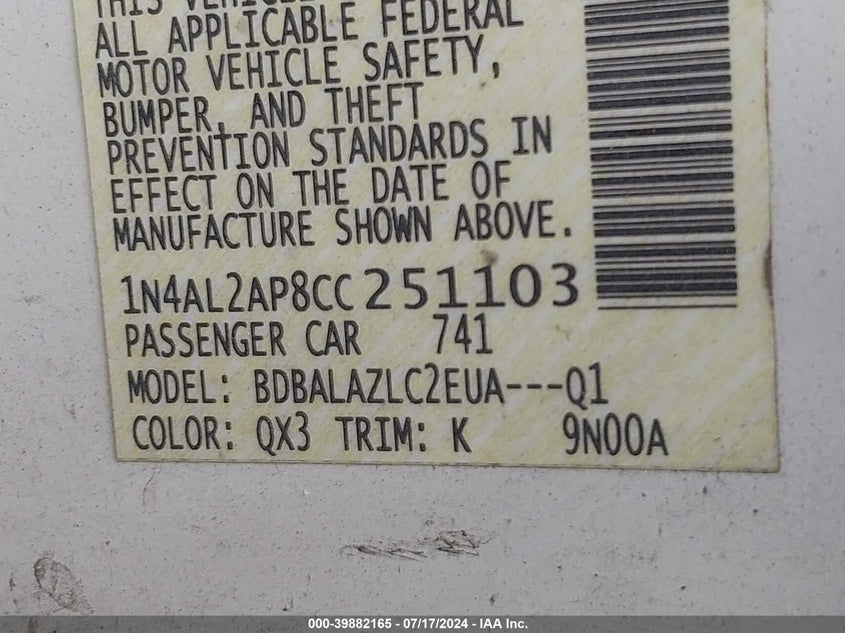 THIS VEHICLE
ALL APPLICABLE FEDERAL
MOTOR VEHICLE SAFETY,
BUMPER, AND THEFT
PREVENTION STANDARDS IN
EFFECT ON THE DATE OF
MANUFACTURE SHOWN ABOVE.
1N4AL2AP8CC251103
PASSENGER CAR 741
MODEL: BDBALAZLC2EUA---Q1
COLOR: QX3 TRIM: K 9N00A
000-39882165 - 07/17/2024 - IAA Inc.